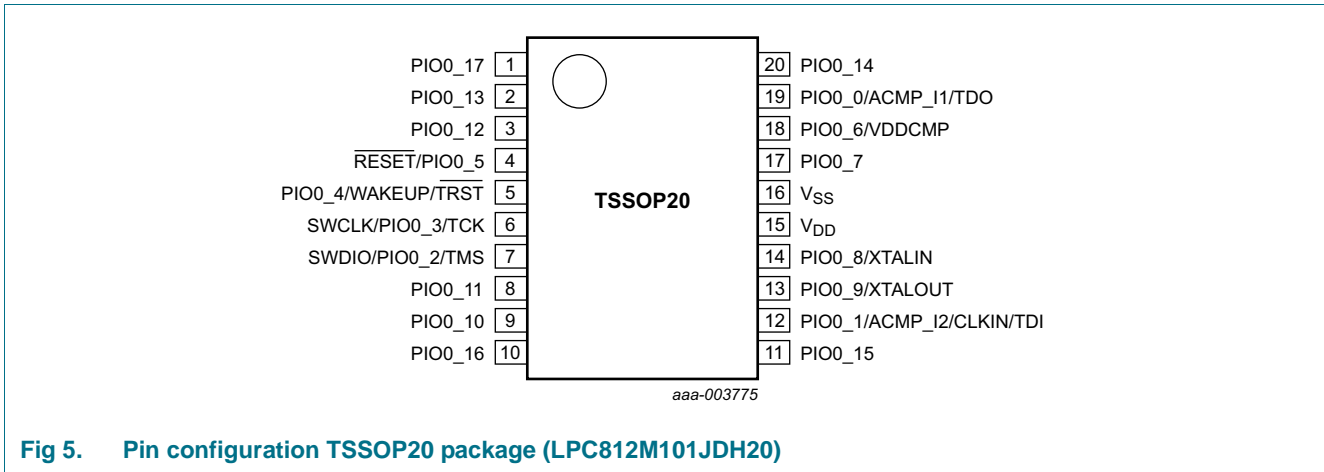 PIO0_17 1
PIO0_13 2
PIO0_12 3
RESET/PIO0_5 4
PIO0_4/WAKEUP/TRST 5
SWCLK/PIO0_3/TCK 6
SWDIO/PIO0_2/TMS 7
PIO0_11 8
PIO0_10 9
PIO0_16 10
TSSOP20
20 PIO0_14
19 PIO0_0/ACMP_I1/TDO
18 PIO0_6/VDDCMP
17 PIO0_7
16 VSS
15 VDD
14 PIO0_8/XTALIN
13 PIO0_9/XTALOUT
12 PIO0_1/ACMP_I2/CLKIN/TDI
11 PIO0_15
aaa-003775
Fig 5. Pin configuration TSSOP20 package (LPC812M101JDH20)